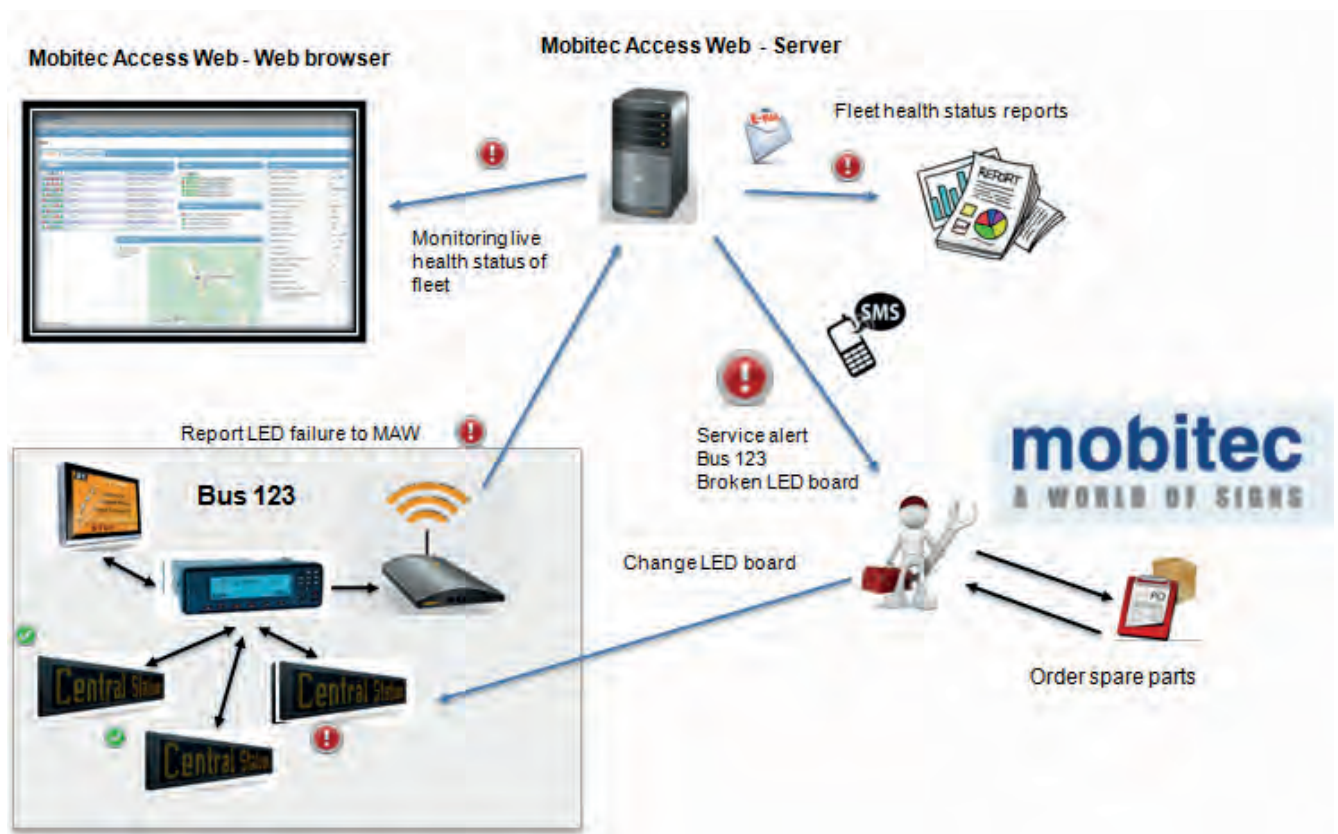 Mobitec Access Web - Web browser
Mobitec Access Web - Server
Fleet health status reports
REPORT
Monitoring live
health status of
fleet
SMS
Report LED failure to MAW
Service alert
Bus 123
Broken LED board
mobitec
A WORLD OF SIGNS
Bus 123
Change LED board
PO
Order spare parts
Central Station
Central Station
Central Station